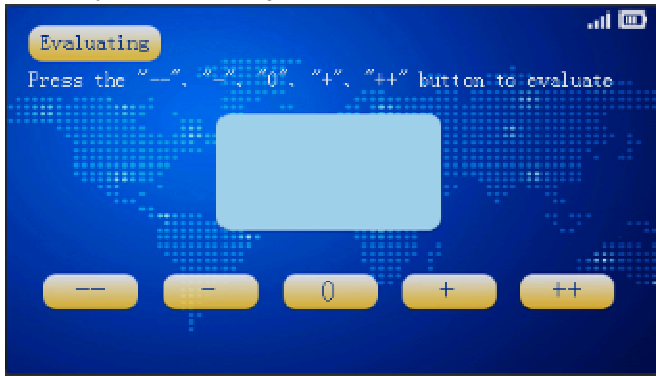 Evaluating
Press the "--"、"-"、"0"、"+"、"++" button to evaluate
-- - 0 + ++